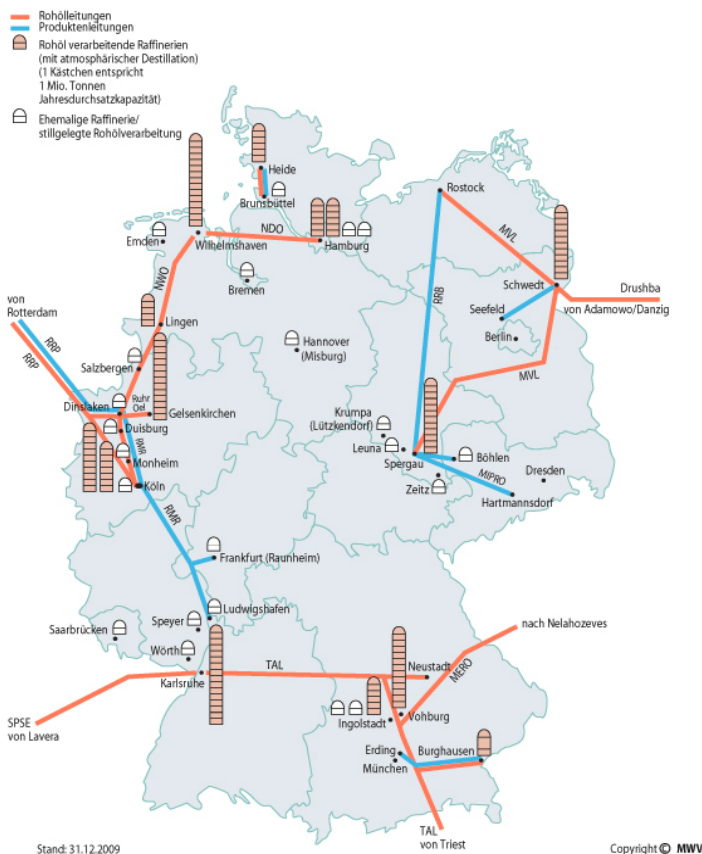 Rohölleitungen
Produktenleitungen
Rohöl verarbeitende Raffinerien
(mit atmosphärischer Destillation)
(1 Kästchen entspricht
1 Mio. Tonnen
Jahresdurchsatzkapazität)
Ehemalige Raffinerie/
stillgelegte Rohölverarbeitung
Heide
Brunsbüttel
Rostock
Emden
Wilhelmshaven
NDO
Hamburg
MVL
Bremen
NWO
Schwedt
Drushba
von Adamowo/Danzig
von
Rotterdam
RRP
RRP
Lingen
RRB
Seefeld
Berlin
Hannover
(Misburg)
Salzbergen
MVL
Dinslaken
Ruhr
Oel
Gelsenkirchen
Duisburg
RMR
Monheim
Köln
Krumpa
(Lützkendorf)
Leuna
Spergau
Böhlen
Zeitz
MIPRO
Dresden
Hartmannsdorf
RMR
Frankfurt (Raunheim)
Ludwigshafen
Speyer
Saarbrücken
Wörth
Karlsruhe
TAL
Neustadt
MERO
nach Nelahozeves
SPSE
von Lavera
Ingolstadt
Vohburg
Erding
Burghausen
München
TAL
von Triest
Stand: 31.12.2009
Copyright © MWV